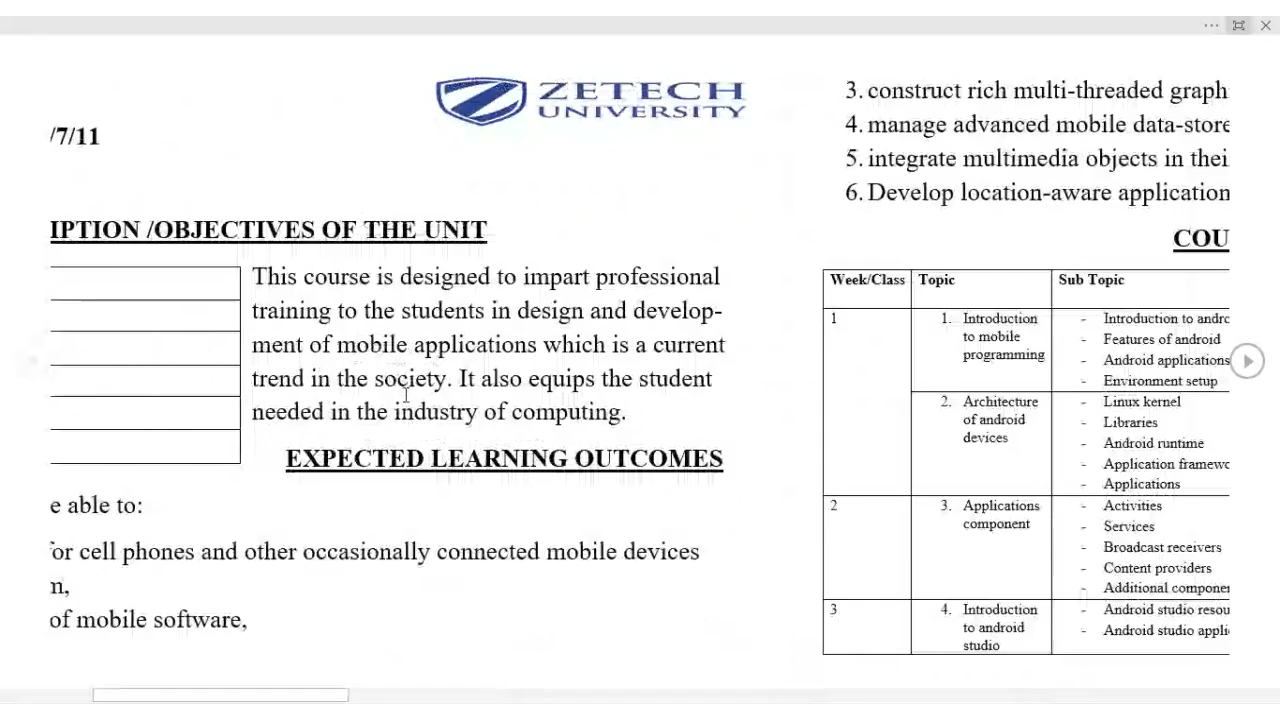 ZETECH
UNIVERSITY
/7/11
IPTION /OBJECTIVES OF THE UNIT
This course is designed to impart professional
training to the students in design and develop-
ment of mobile applications which is a current
trend in the society. It also equips the student
needed in the industry of computing.
EXPECTED LEARNING OUTCOMES
e able to:
for cell phones and other occasionally connected mobile devices
n,
of mobile software,
3. construct rich multi-threaded graph
4. manage advanced mobile data-store
5. integrate multimedia objects in thei
6. Develop location-aware application
COU
Week/Class Topic Sub Topic
1 1. Introduction to mobile programming
- Introduction to andro
- Features of android
- Android applications
- Environment setup
2. Architecture of android devices
- Linux kernel
- Libraries
- Android runtime
- Application framewo
- Applications
2 3. Applications component
- Activities
- Services
- Broadcast receivers
- Content providers
- Additional componen
3 4. Introduction to android studio
- Android studio resou
- Android studio appli